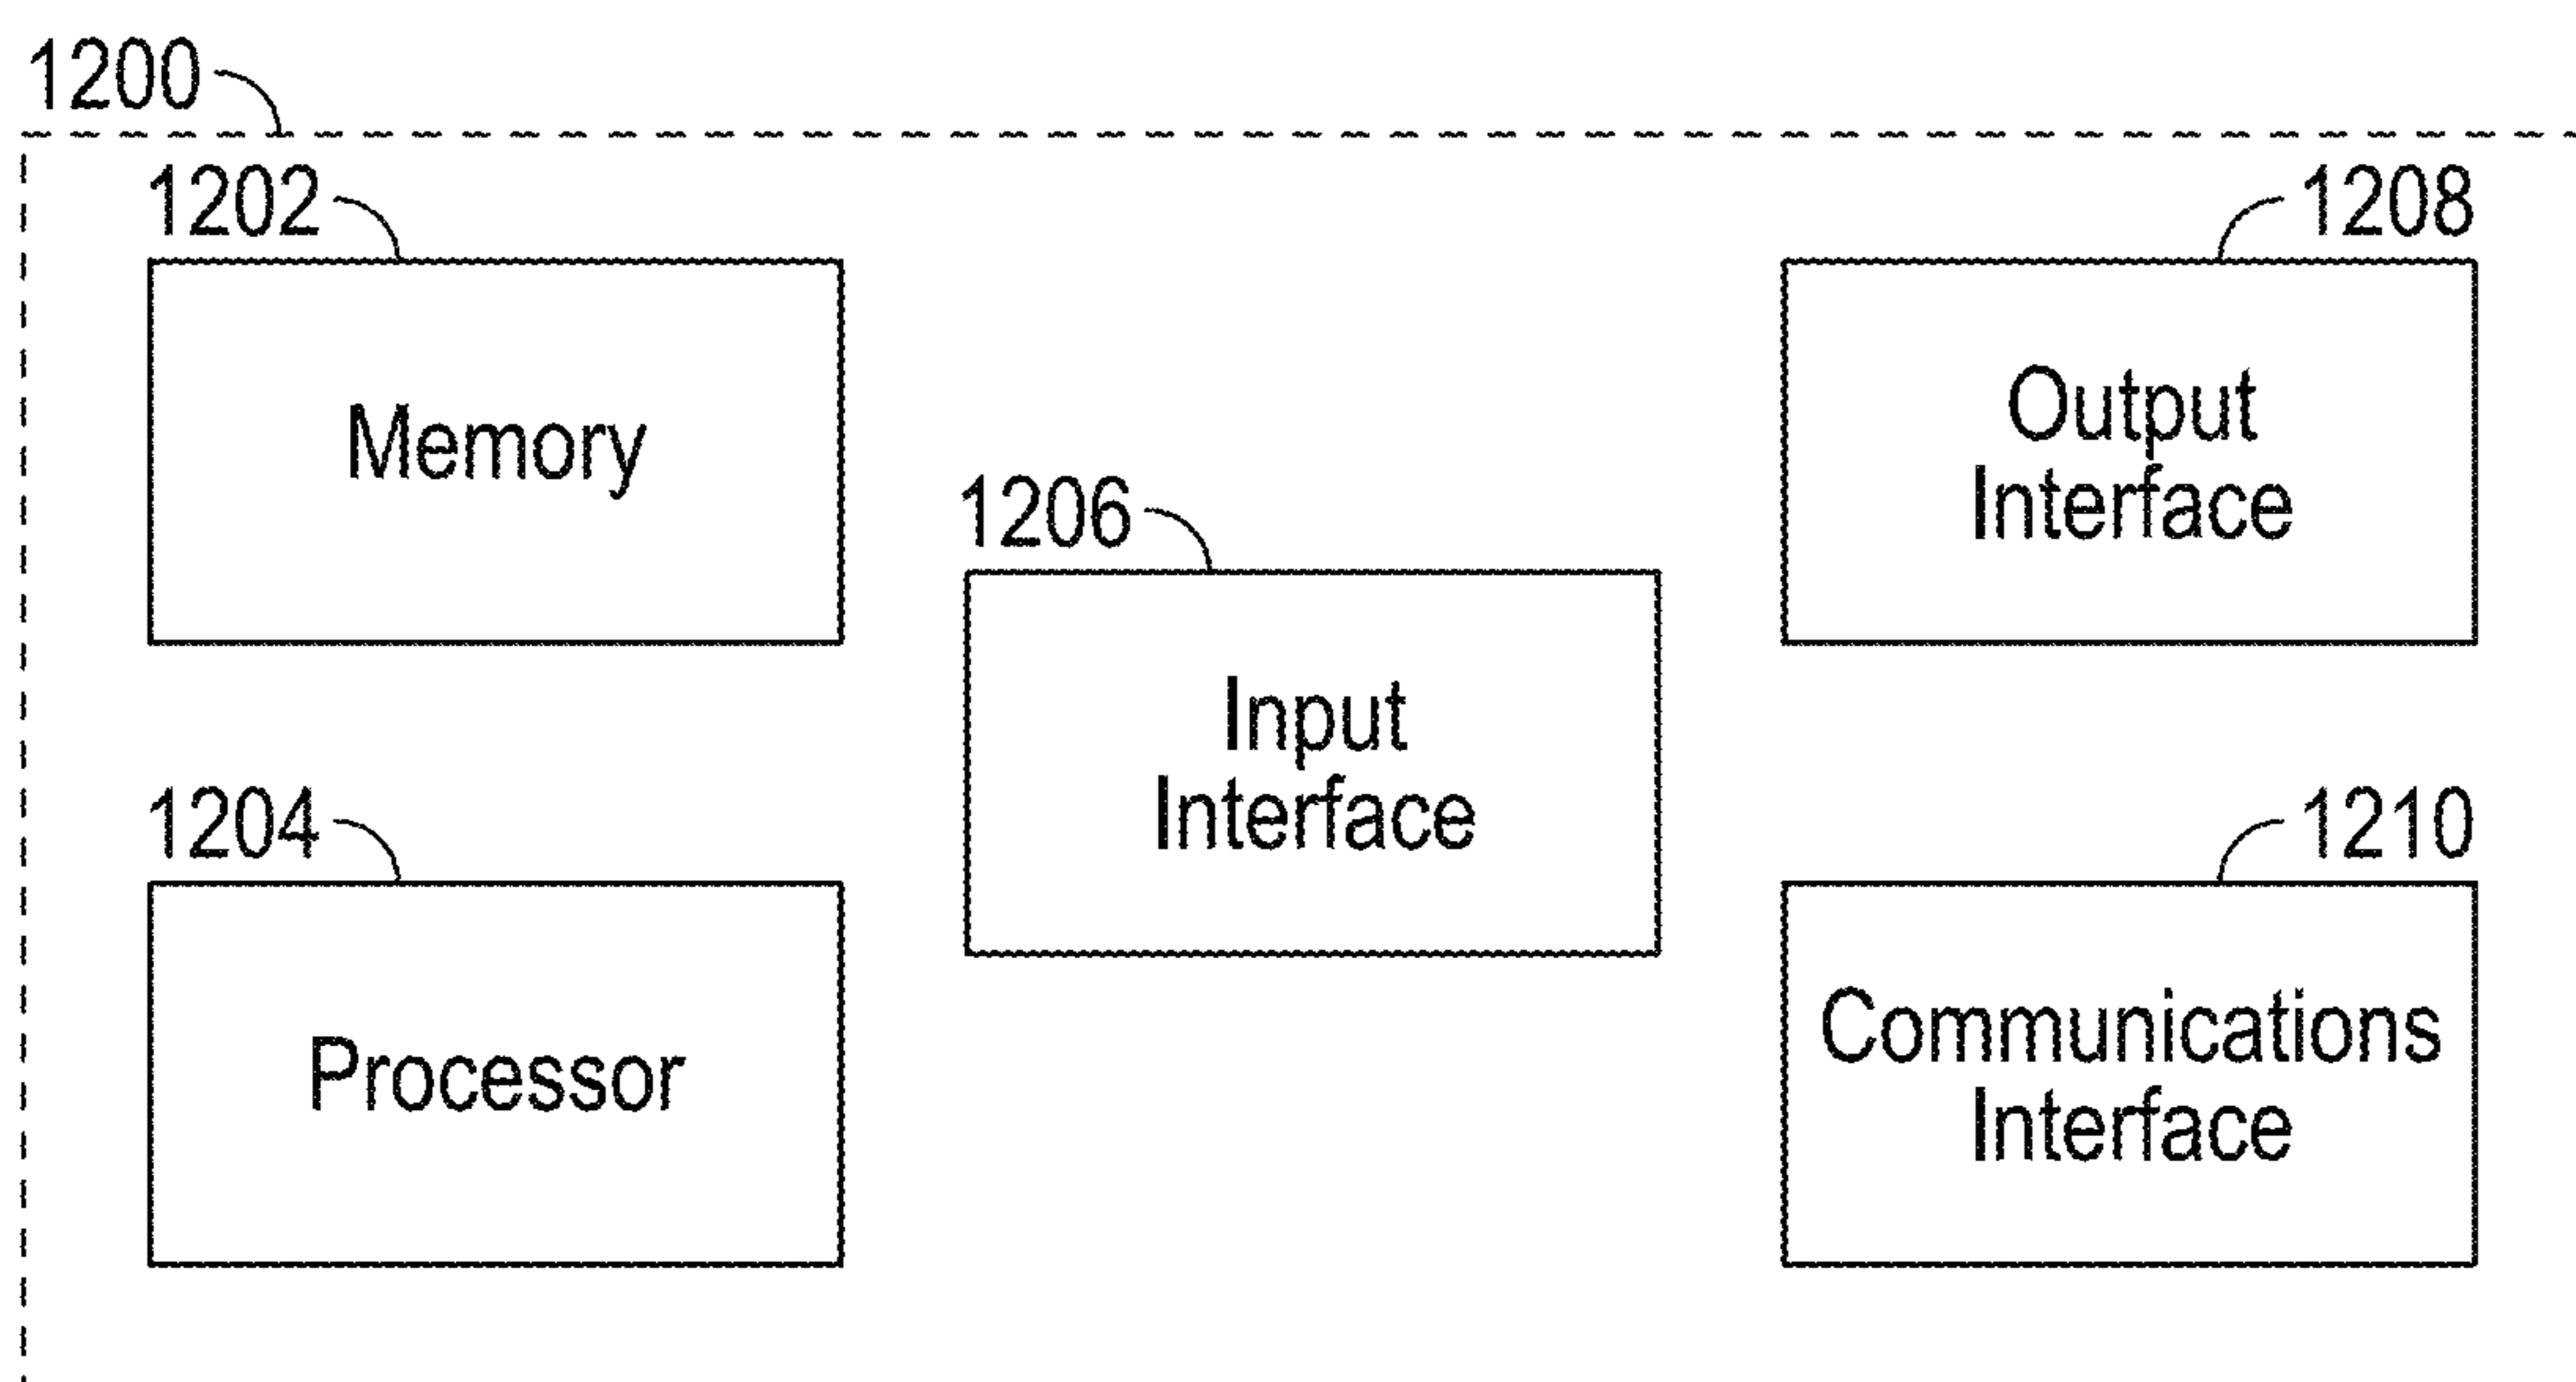 1200
1202
Memory
1204
Processor
1206
Input
Interface
1208
Output
Interface
1210
Communications
Interface